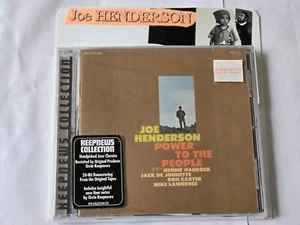 Joe HENDERSON
KEEPNEWS COLLECTION
JOE
HENDERSON
POWER
TO THE
PEOPLE
HERBIE HANCOCK
JACK DE JOHNETTE
RON CARTER
MIKE LAWRENCE
KEEPNEWS
COLLECTION
Handpicked Jazz Classics
Revisited by Original Producer
Orrin Keepnews
24-Bit Remastering
from the Original Tapes
Includes insightful
new liner notes by
Orrin Keepnews